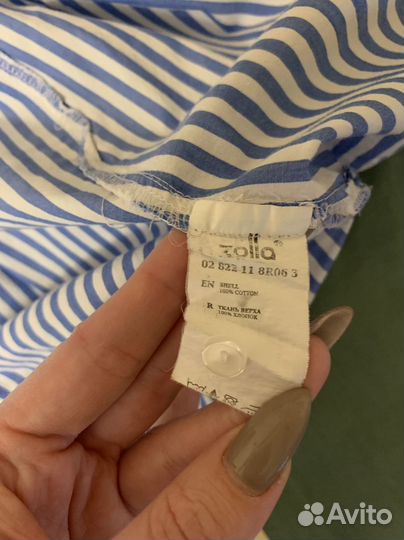 zolla
02 822 11 8R06 3
EN SHELL
100% COTTON
R ТКАНЬ ВЕРХА
100% ХЛОПОК
Avito